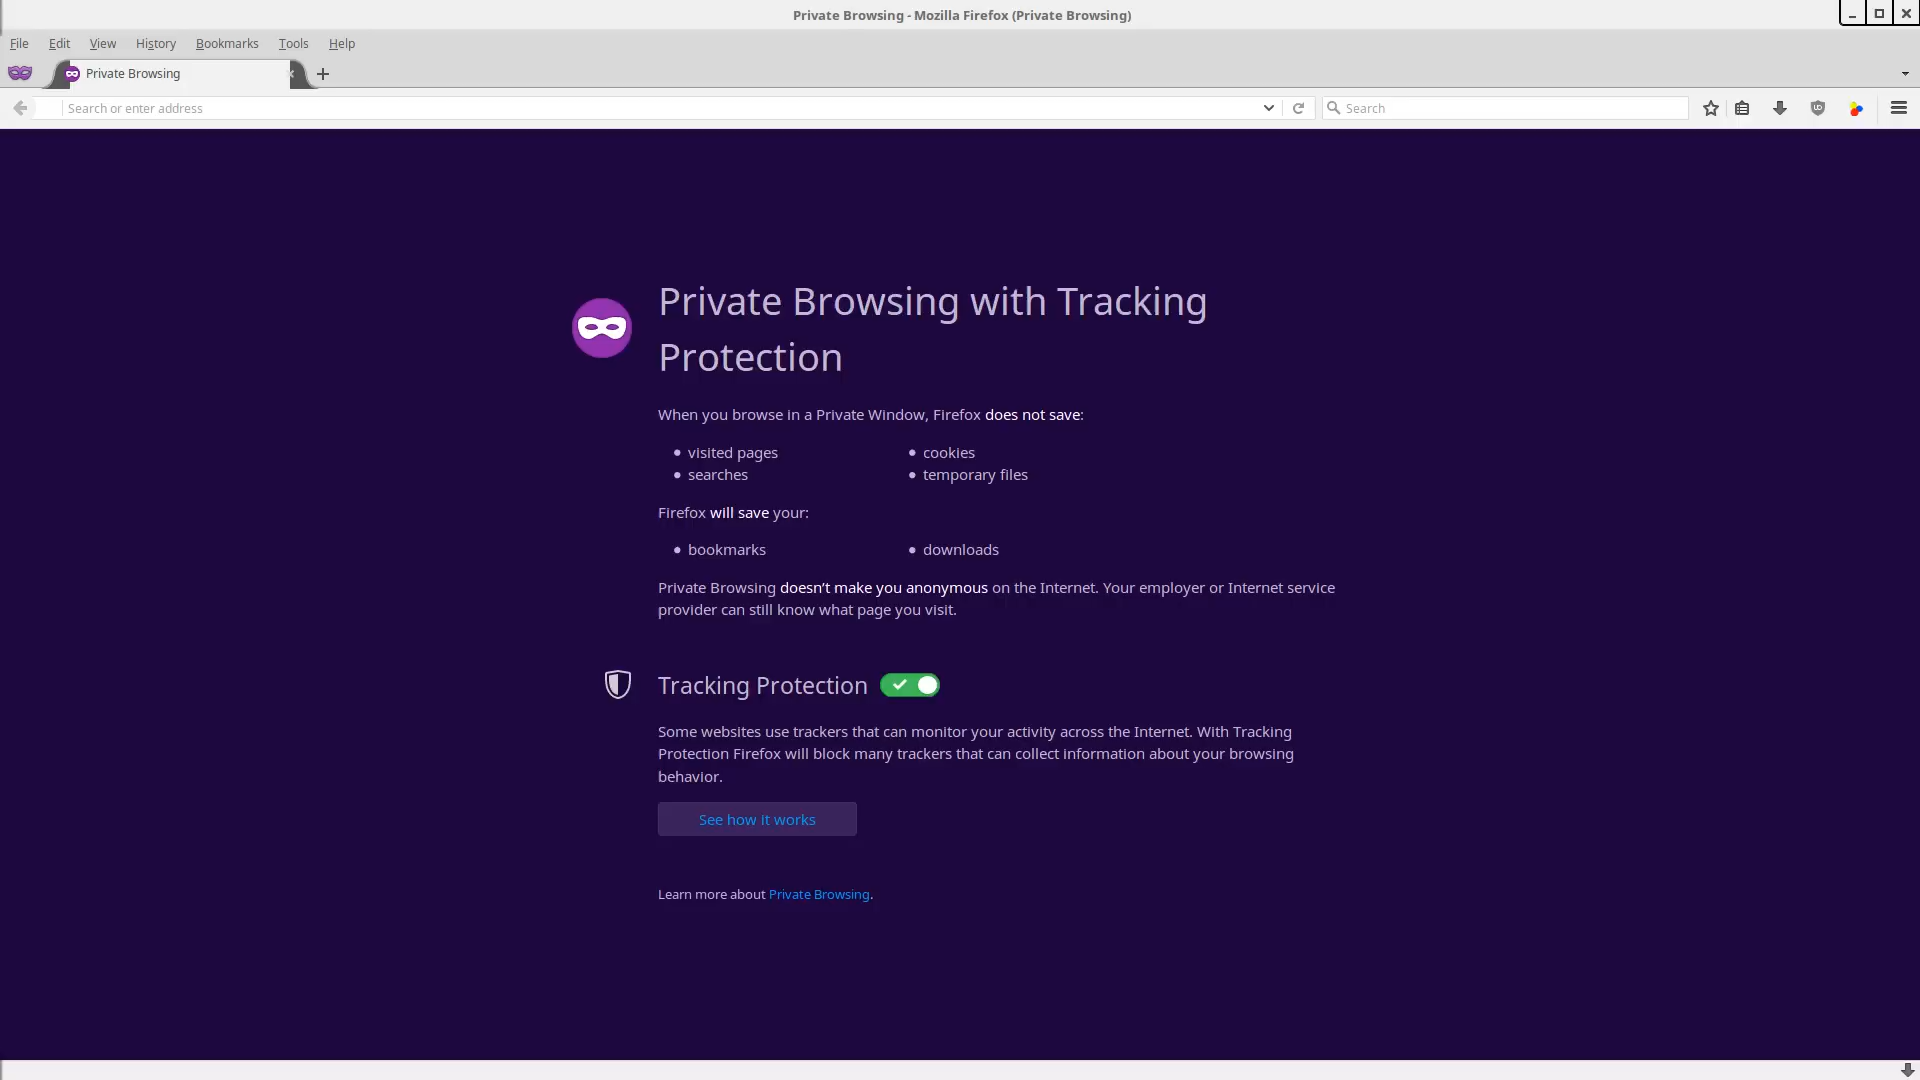 Private Browsing - Mozilla Firefox (Private Browsing)
File Edit View History Bookmarks Tools Help
Private Browsing
Search or enter address
Search
Private Browsing with Tracking
Protection
When you browse in a Private Window, Firefox does not save:
visited pages
searches
cookies
temporary files
Firefox will save your:
bookmarks
downloads
Private Browsing doesn’t make you anonymous on the Internet. Your employer or Internet service
provider can still know what page you visit.
Tracking Protection
Some websites use trackers that can monitor your activity across the Internet. With Tracking
Protection Firefox will block many trackers that can collect information about your browsing
behavior.
See how it works
Learn more about Private Browsing.